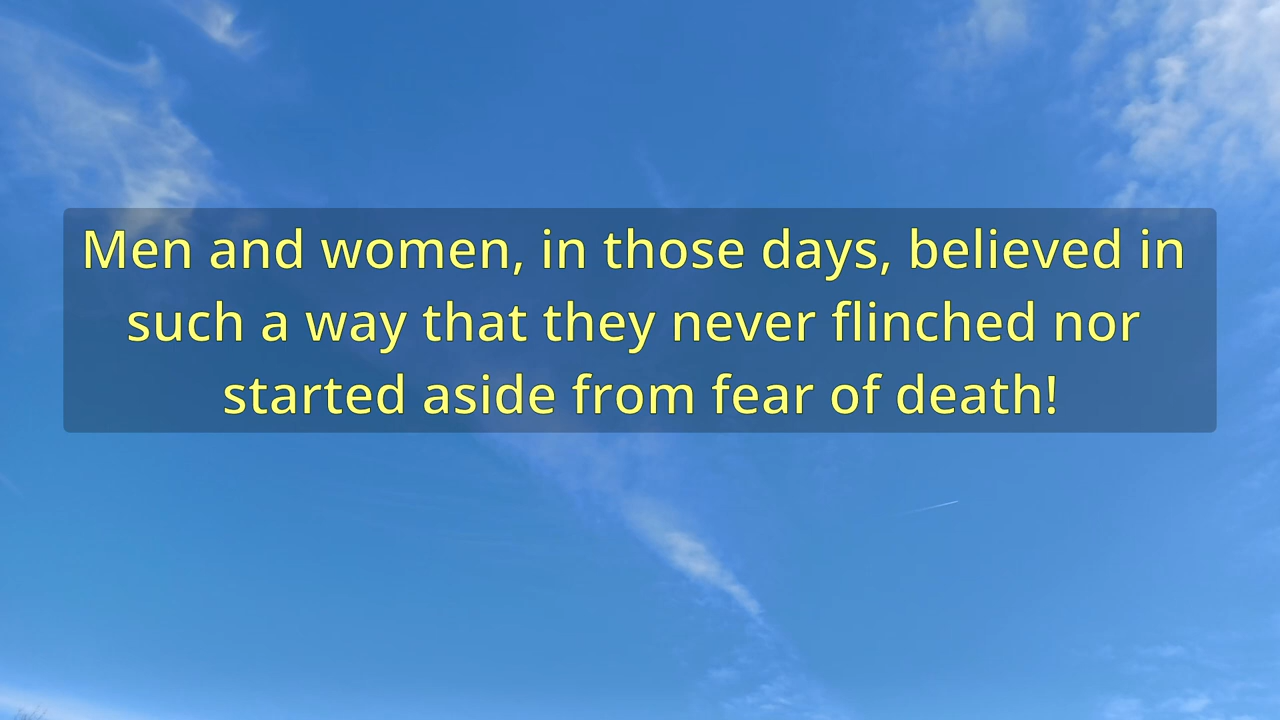 Men and women, in those days, believed in
such a way that they never flinched nor
started aside from fear of death!